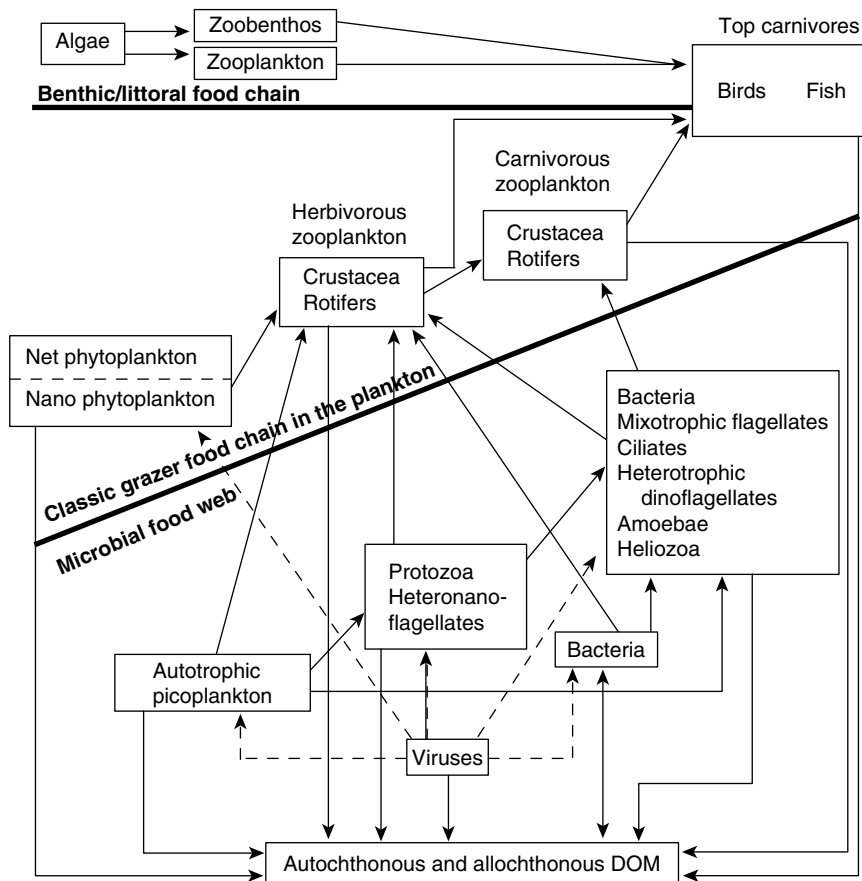 Algae
Zoobenthos
Zooplankton
Top carnivores
Birds Fish
Benthic/littoral food chain
Carnivorous
zooplankton
Crustacea
Rotifers
Herbivorous
zooplankton
Crustacea
Rotifers
Net phytoplankton
Nano phytoplankton
Classic grazer food chain in the plankton
Microbial food web
Bacteria
Mixotrophic flagellates
Ciliates
Heterotrophic
dinoflagellates
Amoebae
Heliozoa
Protozoa
Heteronano-
flagellates
Bacteria
Autotrophic
picoplankton
Viruses
Autochthonous and allochthonous DOM